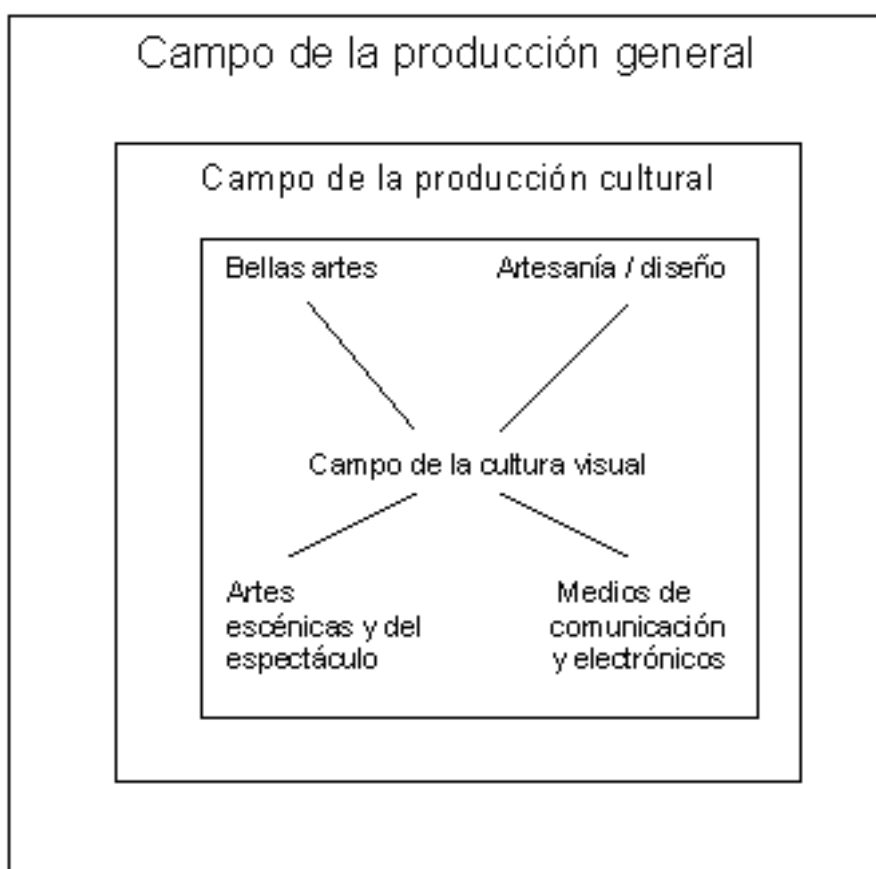 Campo de la producción general
Campo de la producción cultural
Bellas artes
Artesanía / diseño
Campo de la cultura visual
Artes
escénicas y del
espectáculo
Medios de
comunicación
y electrónicos